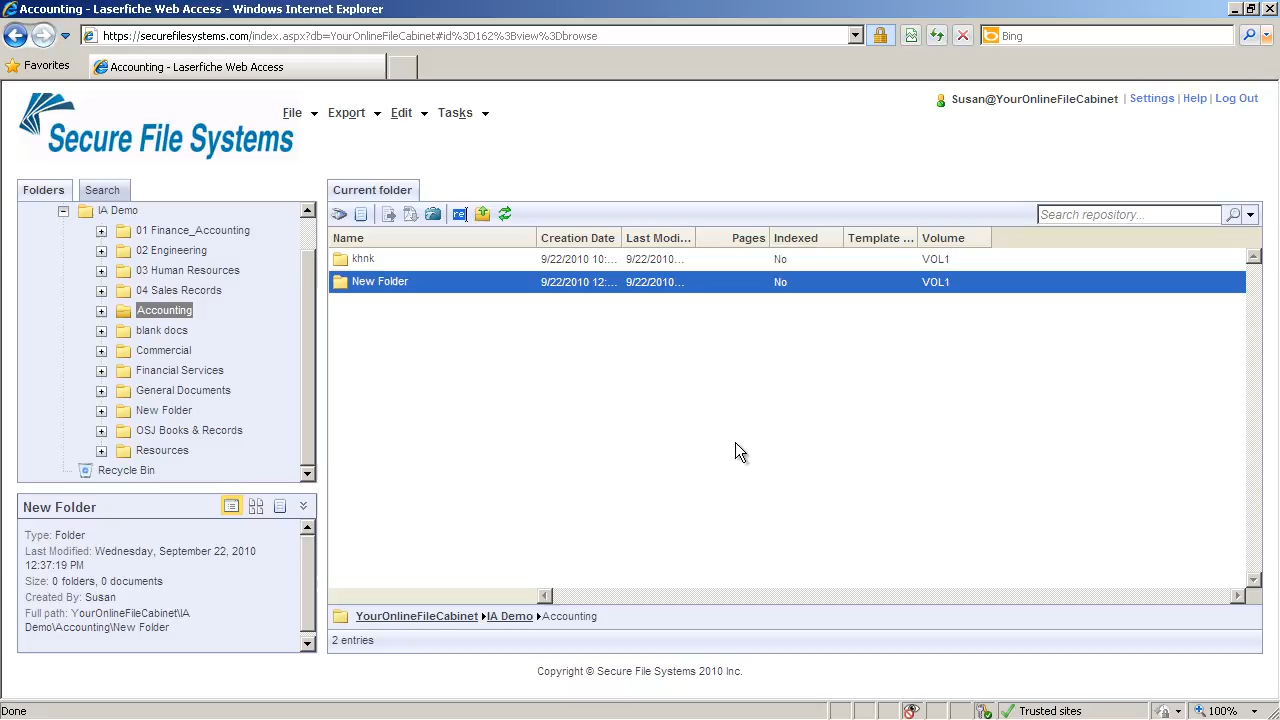 Accounting - Laserfiche Web Access - Windows Internet Explorer
https://securefilesystems.com/index.aspx?db=YourOnlineFileCabinet#id%3D162%3Bview%3Dbrowse
Bing
Favorites
Accounting - Laserfiche Web Access
Secure File Systems
File
Export
Edit
Tasks
Susan@YourOnlineFileCabinet | Settings | Help | Log Out
Folders
Search
IA Demo
01 Finance_Accounting
02 Engineering
03 Human Resources
04 Sales Records
Accounting
blank docs
Commercial
Financial Services
General Documents
New Folder
OSJ Books & Records
Resources
Recycle Bin
New Folder
Type: Folder
Last Modified: Wednesday, September 22, 2010
12:37:19 PM
Size: 0 folders, 0 documents
Created By: Susan
Full path: YourOnlineFileCabinet\IA
Demo\Accounting\New Folder
Current folder
Search repository...
Name Creation Date Last Modi... Pages Indexed Template ... Volume
khnk 9/22/2010 10:... 9/22/2010... No VOL1
New Folder 9/22/2010 12:... 9/22/2010... No VOL1
YourOnlineFileCabinet IA Demo Accounting
2 entries
Copyright © Secure File Systems 2010 Inc.
Done
Trusted sites
100%